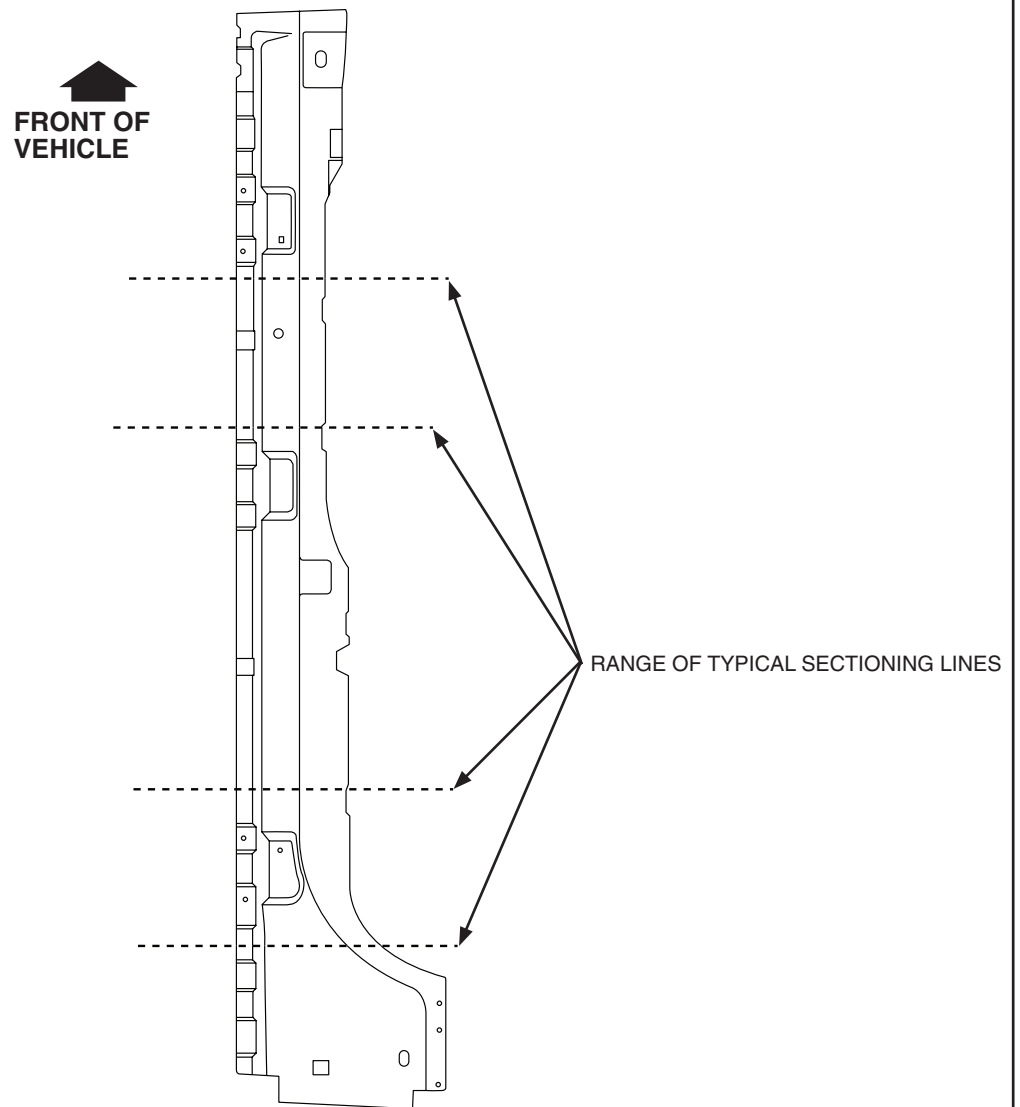 FRONT OF
VEHICLE
RANGE OF TYPICAL SECTIONING LINES